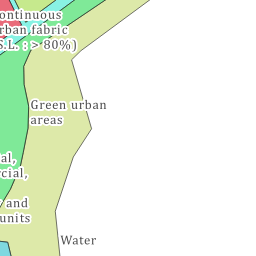 ontinuous
rban fabric
S.L. : > 80%)
Green urban
areas
al,
cial,
and
units
Water